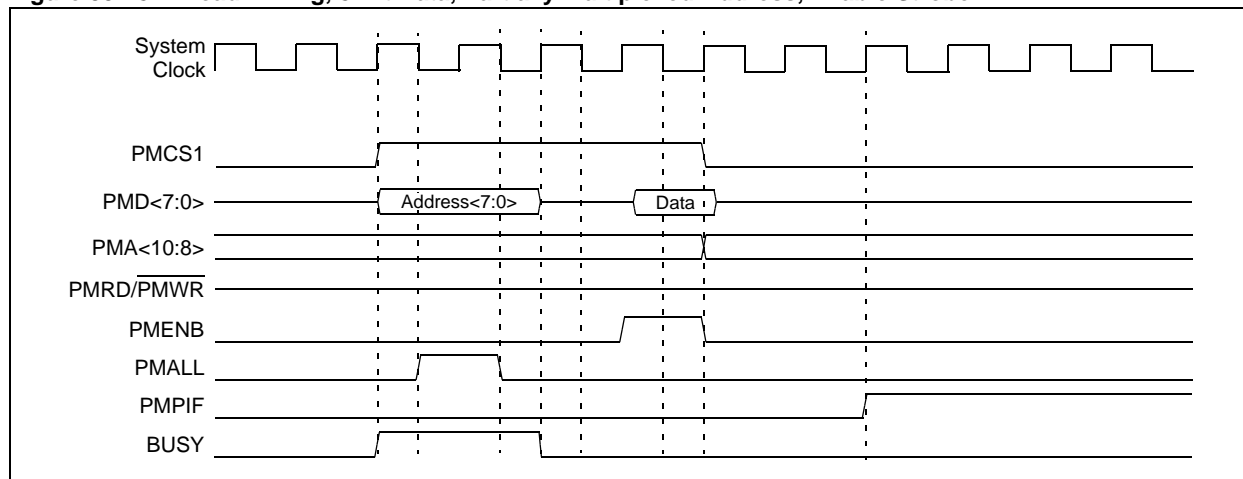 System
Clock
PMCS1
PMD<7:0>
Address<7:0>
Data
PMA<10:8>
PMRD/PMWR
PMENB
PMALL
PMPIF
BUSY